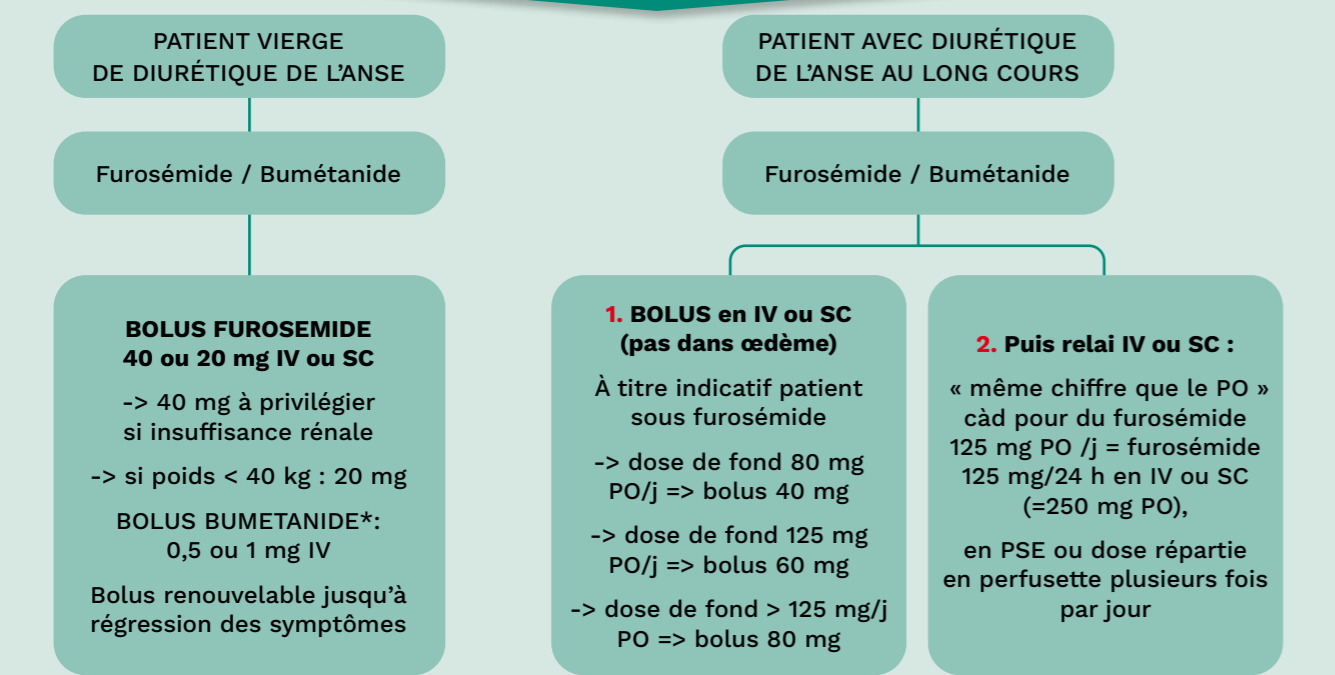 PATIENT VIERGE
DE DIURÉTIQUE DE L'ANSE
Furosémide / Bumétanide
BOLUS FUROSEMIDE
40 ou 20 mg IV ou SC
-> 40 mg à privilégier
si insuffisance rénale
-> si poids < 40 kg : 20 mg
BOLUS BUMETANIDE*:
0,5 ou 1 mg IV
Bolus renouvelable jusqu'à
régression des symptômes
PATIENT AVEC DIURÉTIQUE
DE L'ANSE AU LONG COURS
Furosémide / Bumétanide
1. BOLUS en IV ou SC
(pas dans œdème)
À titre indicatif patient
sous furosémide
-> dose de fond 80 mg
PO/j => bolus 40 mg
-> dose de fond 125 mg
PO/j => bolus 60 mg
-> dose de fond > 125 mg/j
PO => bolus 80 mg
2. Puis relai IV ou SC :
« même chiffre que le PO »
càd pour du furosémide
125 mg PO /j = furosémide
125 mg/24 h en IV ou SC
(=250 mg PO),
en PSE ou dose répartie
en perfusette plusieurs fois
par jour